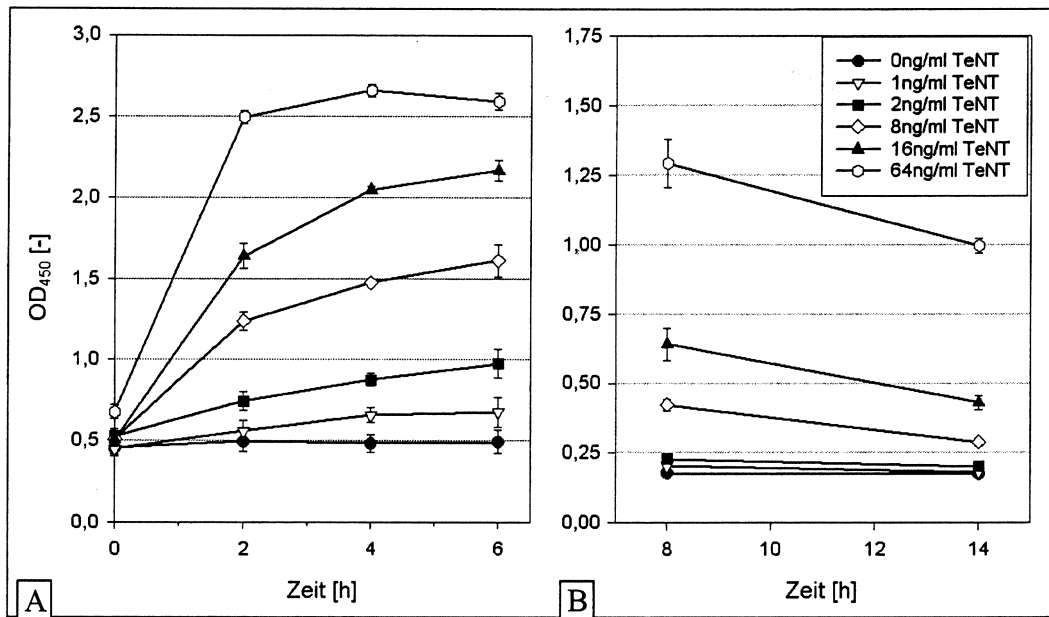 3,0
2,5
2,0
1,5
1,0
0,5
0,0
OD450 [-]
0
2
4
6
Zeit [h]
A
1,75
1,50
1,25
1,00
0,75
0,50
0,25
0,00
8
10
12
14
Zeit [h]
B
0ng/ml TeNT
1ng/ml TeNT
2ng/ml TeNT
8ng/ml TeNT
16ng/ml TeNT
64ng/ml TeNT